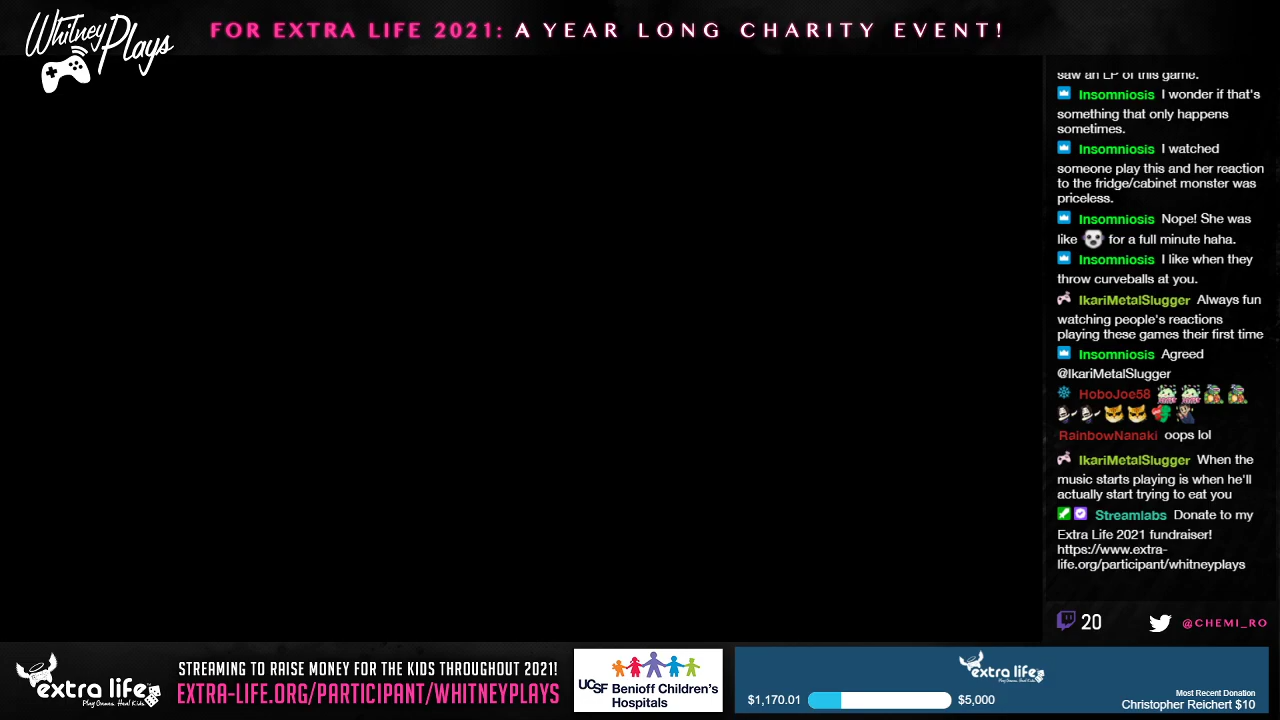 Whitney Plays
FOR EXTRA LIFE 2021: A YEAR LONG CHARITY EVENT!
saw an LP of this game.
Insomniosis I wonder if that's
something that only happens
sometimes.
Insomniosis I watched
someone play this and her reaction
to the fridge/cabinet monster was
priceless.
Insomniosis Nope! She was
like for a full minute haha.
Insomniosis I like when they
throw curveballs at you.
IkariMetalSlugger Always fun
watching people's reactions
playing these games their first time
Insomniosis Agreed
@IkariMetalSlugger
HoboJoe58
RainbowNanaki oops lol
IkariMetalSlugger When the
music starts playing is when he'll
actually start trying to eat you
Streamlabs Donate to my
Extra Life 2021 fundraiser!
https://www.extra-
life.org/participant/whitneyplays
20 @CHEMI_RO
extra life
Play Games. Heal Kids.
STREAMING TO RAISE MONEY FOR THE KIDS THROUGHOUT 2021!
EXTRA-LIFE.ORG/PARTICIPANT/WHITNEYPLAYS
UCSF Benioff Children's
Hospitals
extra life
$1,170.01 $5,000
Most Recent Donation
Christopher Reichert $10